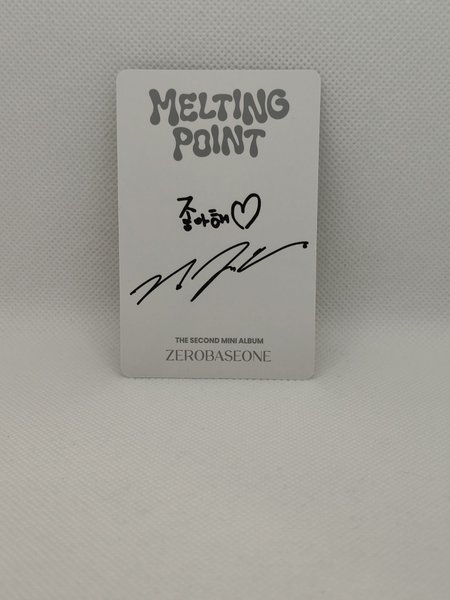 MELTING
POINT
좋아해♡
THE SECOND MINI ALBUM
ZEROBASEONE